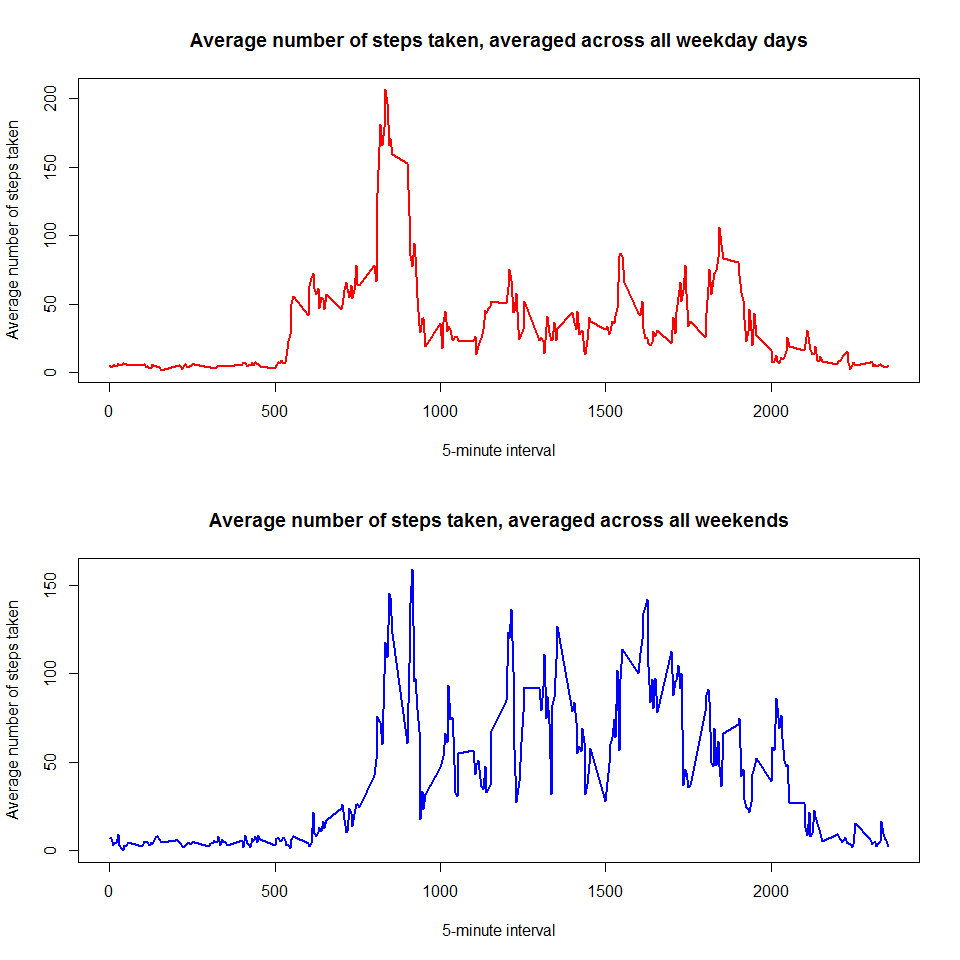 Average number of steps taken, averaged across all weekday days
Average number of steps taken
200
150
100
50
0
0 500 1000 1500 2000
5-minute interval
Average number of steps taken, averaged across all weekends
Average number of steps taken
150
100
50
0
0 500 1000 1500 2000
5-minute interval